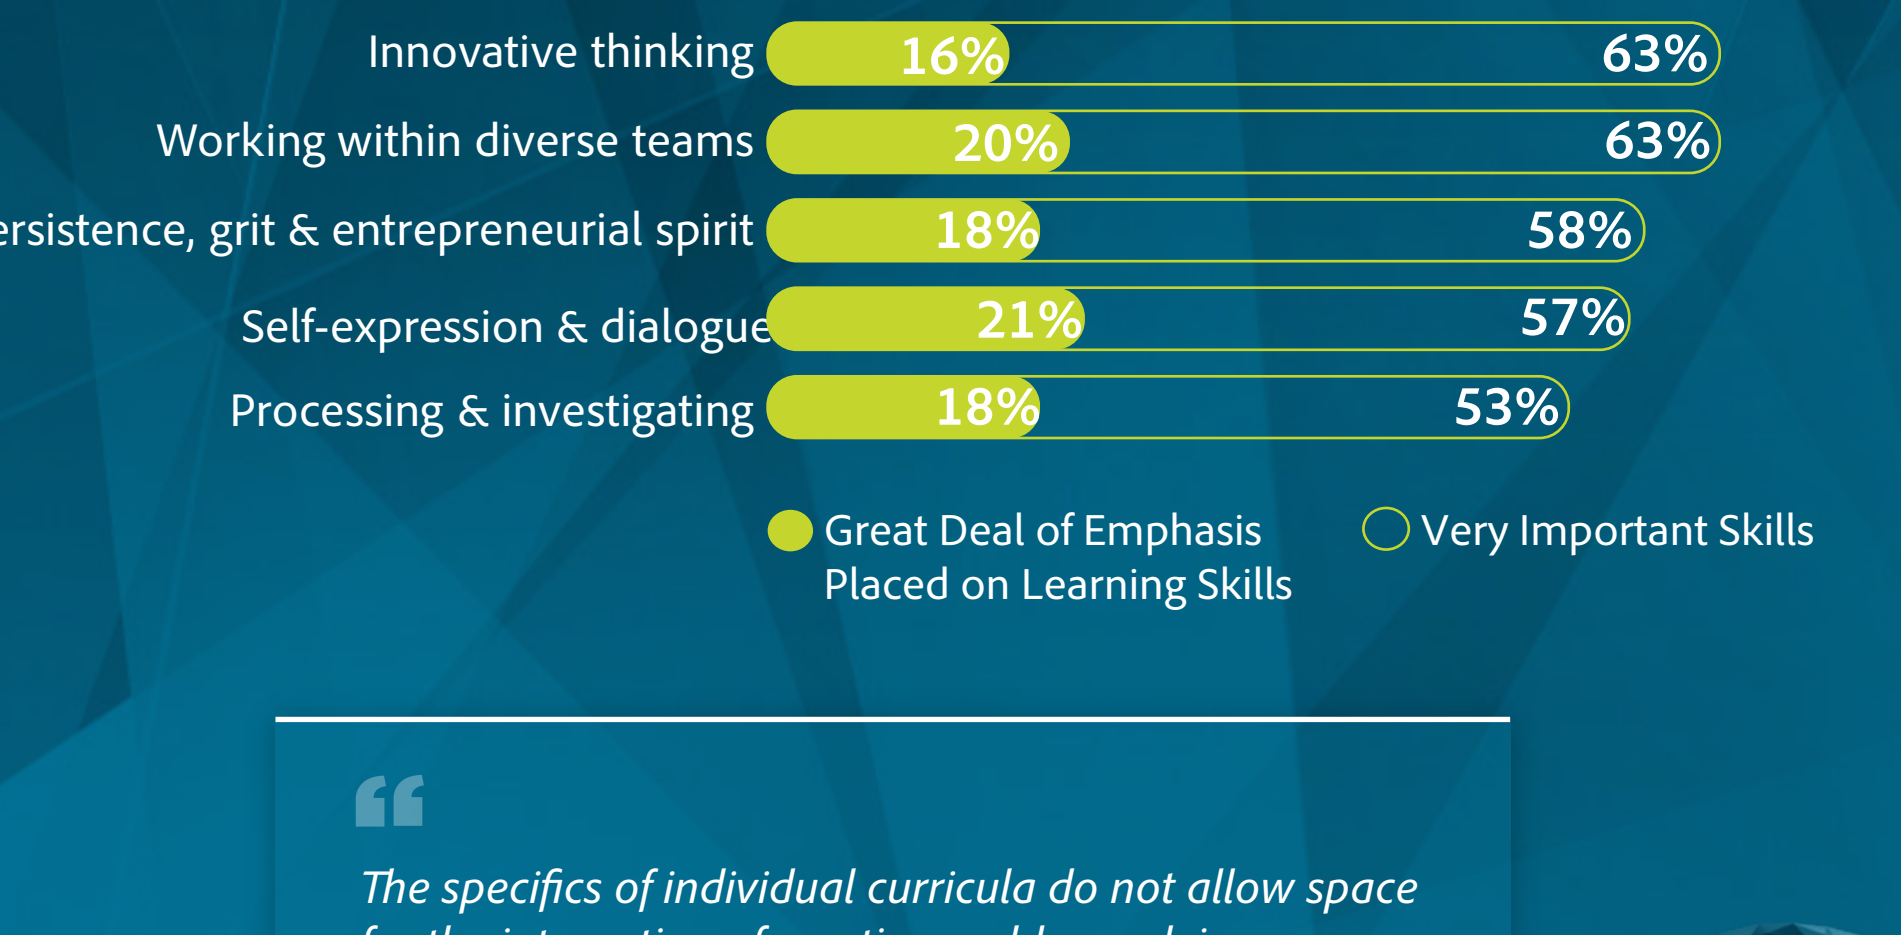 Innovative thinking 16% 63%
Working within diverse teams 20% 63%
ersistence, grit & entrepreneurial spirit 18% 58%
Self-expression & dialogue 21% 57%
Processing & investigating 18% 53%
Great Deal of Emphasis
Placed on Learning Skills
Very Important Skills
“
The specifics of individual curricula do not allow space